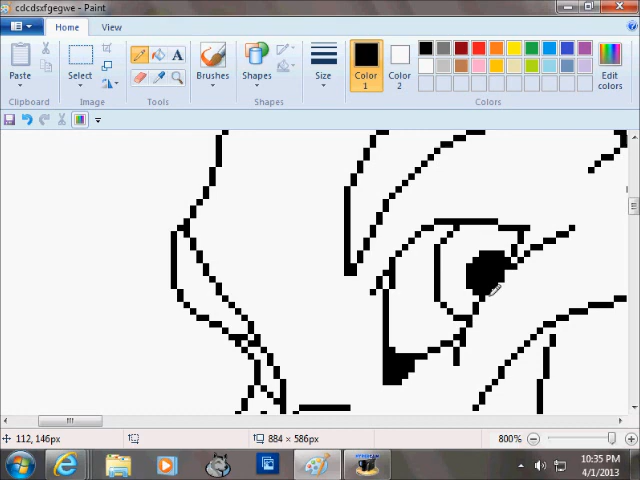 cdcdsxfgegwe - Paint
Home
View
Paste
Select
Brushes
Shapes
Size
Color 1
Color 2
Edit colors
Clipboard
Image
Tools
Shapes
Colors
112, 146px
884 × 586px
800%
10:35 PM
4/1/2013